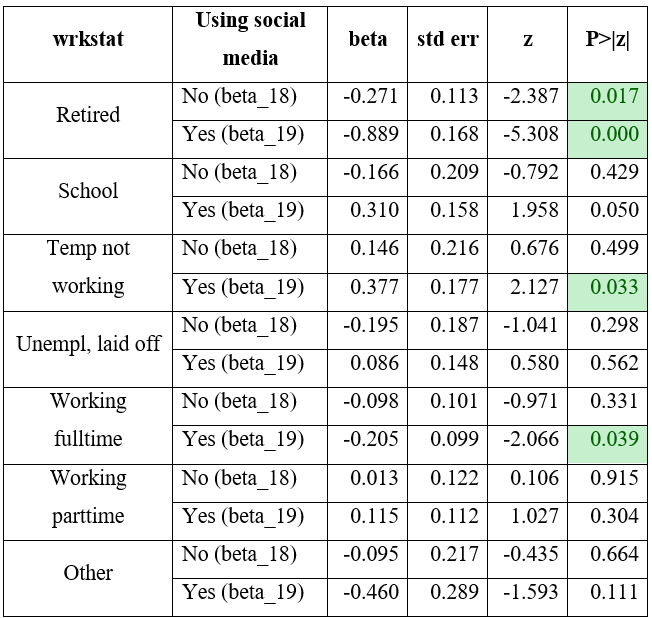 wrkstat Using social media beta std err z P>|z|
Retired No (beta_18) -0.271 0.113 -2.387 0.017
Yes (beta_19) -0.889 0.168 -5.308 0.000
School No (beta_18) -0.166 0.209 -0.792 0.429
Yes (beta_19) 0.310 0.158 1.958 0.050
Temp not working No (beta_18) 0.146 0.216 0.676 0.499
Yes (beta_19) 0.377 0.177 2.127 0.033
Unempl, laid off No (beta_18) -0.195 0.187 -1.041 0.298
Yes (beta_19) 0.086 0.148 0.580 0.562
Working fulltime No (beta_18) -0.098 0.101 -0.971 0.331
Yes (beta_19) -0.205 0.099 -2.066 0.039
Working parttime No (beta_18) 0.013 0.122 0.106 0.915
Yes (beta_19) 0.115 0.112 1.027 0.304
Other No (beta_18) -0.095 0.217 -0.435 0.664
Yes (beta_19) -0.460 0.289 -1.593 0.111